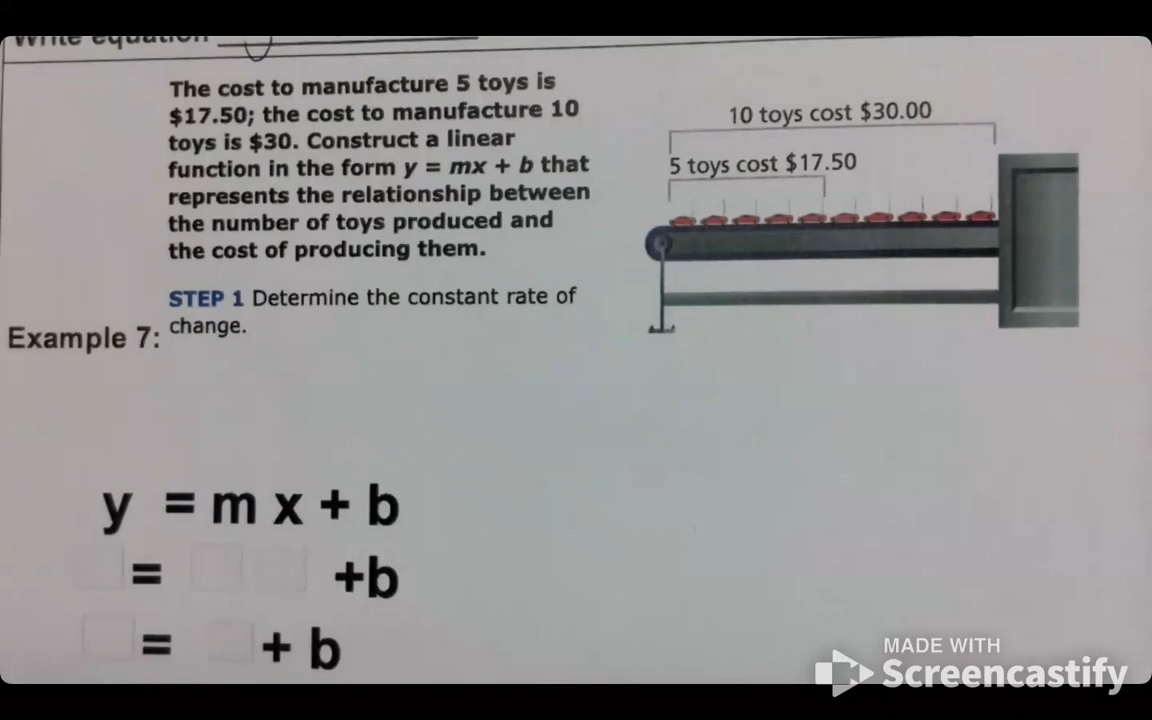 Write equation
The cost to manufacture 5 toys is
$17.50; the cost to manufacture 10
toys is $30. Construct a linear
function in the form y = mx + b that
represents the relationship between
the number of toys produced and
the cost of producing them.
10 toys cost $30.00
5 toys cost $17.50
STEP 1 Determine the constant rate of
change.
Example 7:
y = m x + b
= +b
= + b
MADE WITH
Screencastify